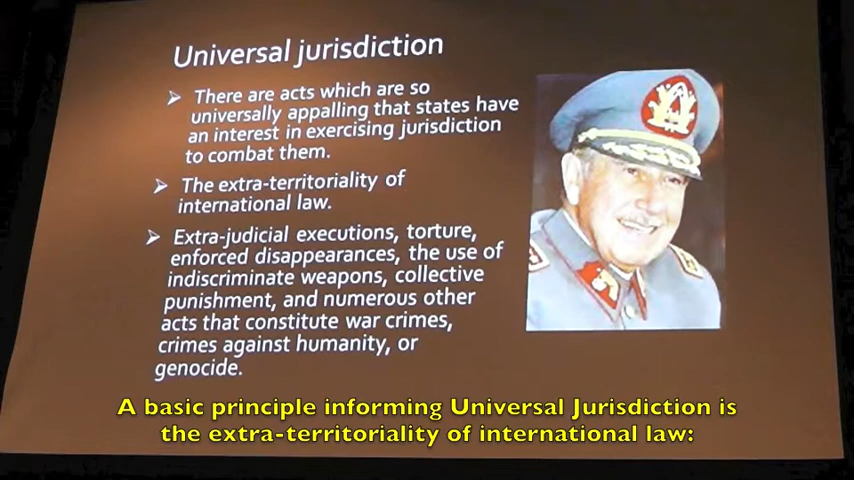 Universal jurisdiction
➢ There are acts which are so
universally appalling that states have
an interest in exercising jurisdiction
to combat them.
➢ The extra-territoriality of
international law.
➢ Extra-judicial executions, torture,
enforced disappearances, the use of
indiscriminate weapons, collective
punishment, and numerous other
acts that constitute war crimes,
crimes against humanity, or
genocide.
A basic principle informing Universal Jurisdiction is
the extra-territoriality of international law: